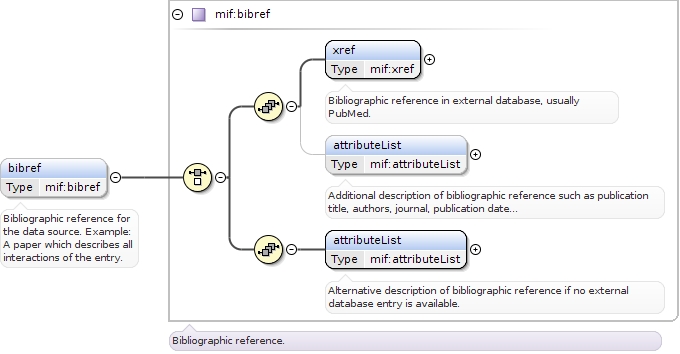 mif:bibref
xref
Type mif:xref
Bibliographic reference in external database, usually
PubMed.
attributeList
Type mif:attributeList
Additional description of bibliographic reference such as publication
title, authors, journal, publication date...
bibref
Type mif:bibref
Bibliographic reference for
the data source. Example:
A paper which describes all
interactions of the entry.
attributeList
Type mif:attributeList
Alternative description of bibliographic reference if no external
database entry is available.
Bibliographic reference.